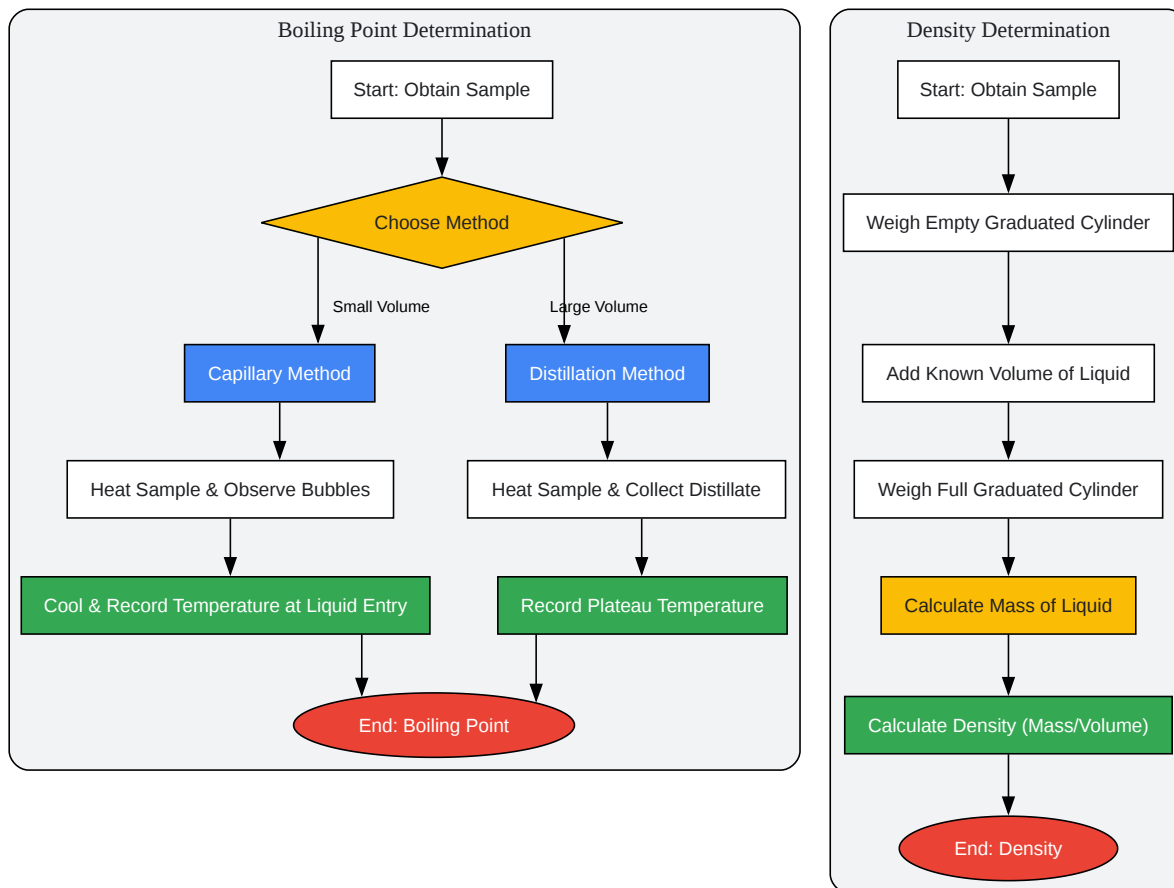 Boiling Point Determination
Start: Obtain Sample
Choose Method
Small Volume
Large Volume
Capillary Method
Distillation Method
Heat Sample & Observe Bubbles
Heat Sample & Collect Distillate
Cool & Record Temperature at Liquid Entry
Record Plateau Temperature
End: Boiling Point
Density Determination
Start: Obtain Sample
Weigh Empty Graduated Cylinder
Add Known Volume of Liquid
Weigh Full Graduated Cylinder
Calculate Mass of Liquid
Calculate Density (Mass/Volume)
End: Density